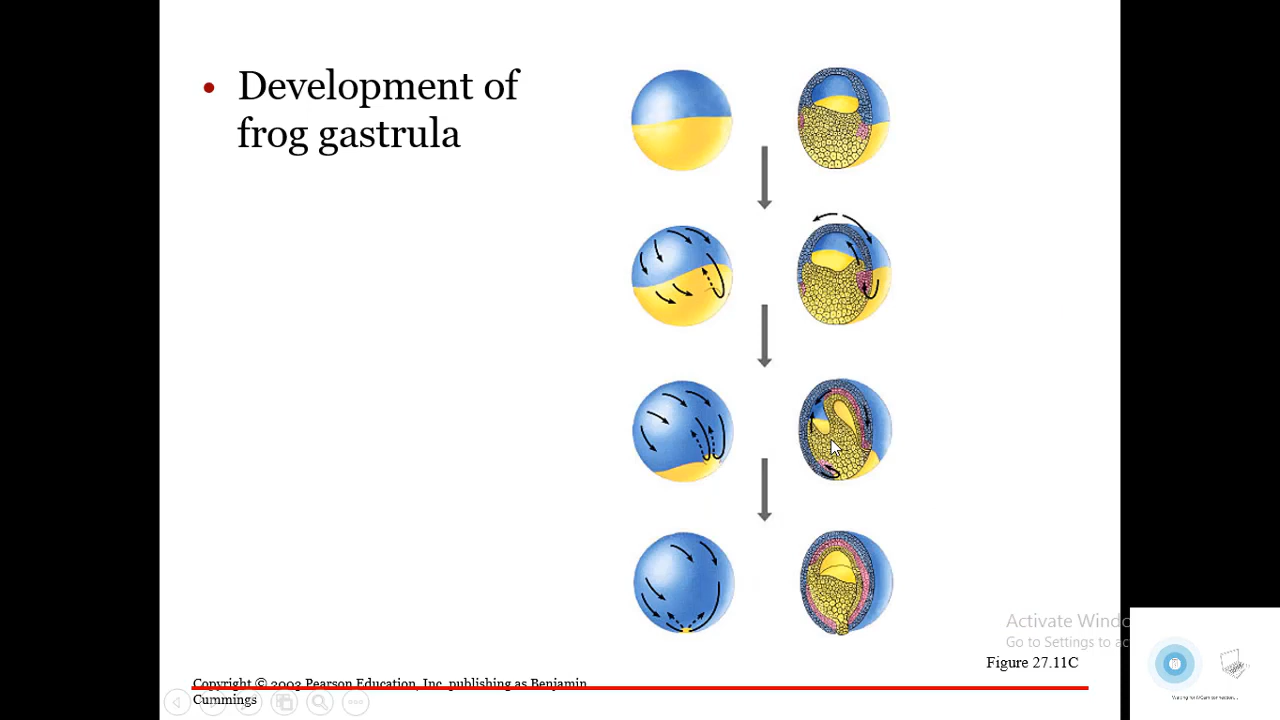 • Development of
frog gastrula
Activate Windo
Go to Settings to ac
Figure 27.11C
Copyright © 2003 Pearson Education, Inc. publishing as Benjamin
Cummings